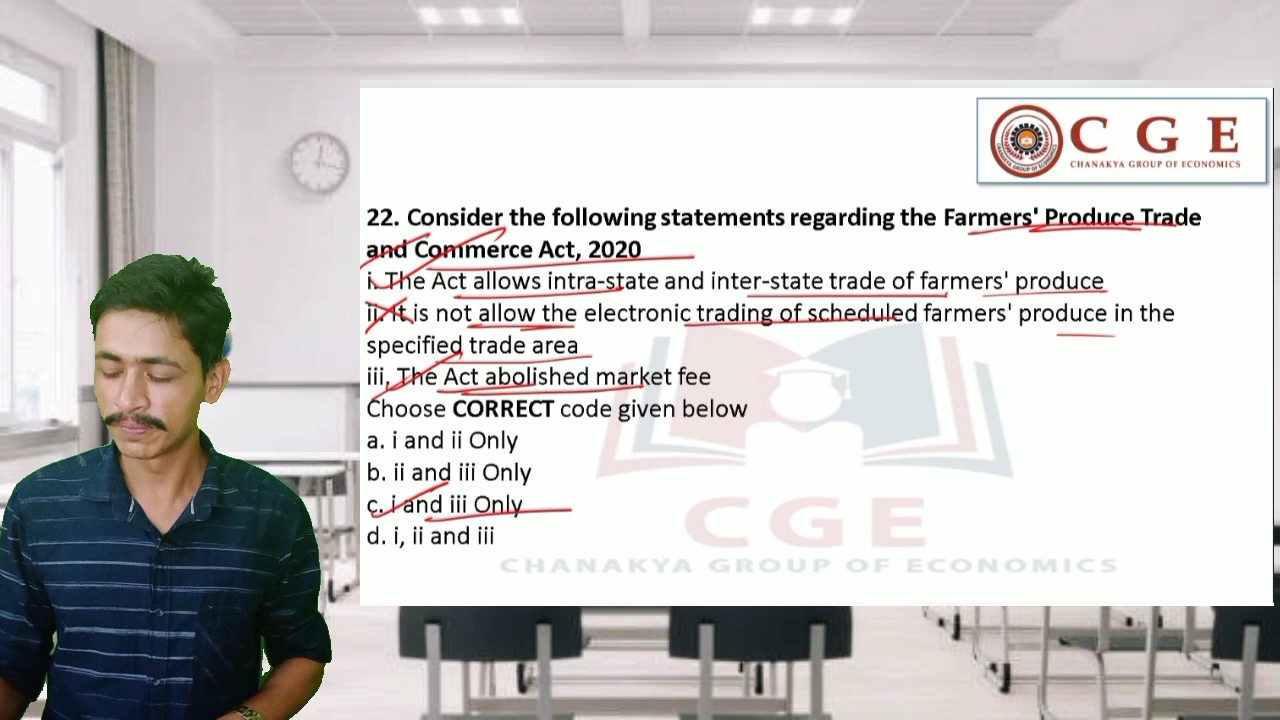 C G E
CHANAKYA GROUP OF ECONOMICS
22. Consider the following statements regarding the Farmers' Produce Trade
and Commerce Act, 2020
i. The Act allows intra-state and inter-state trade of farmers' produce
ii. It is not allow the electronic trading of scheduled farmers' produce in the
specified trade area
iii, The Act abolished market fee
Choose CORRECT code given below
a. i and ii Only
b. ii and iii Only
c. i and iii Only
d. i, ii and iii
CGE
CHANAKYA GROUP OF ECONOMICS